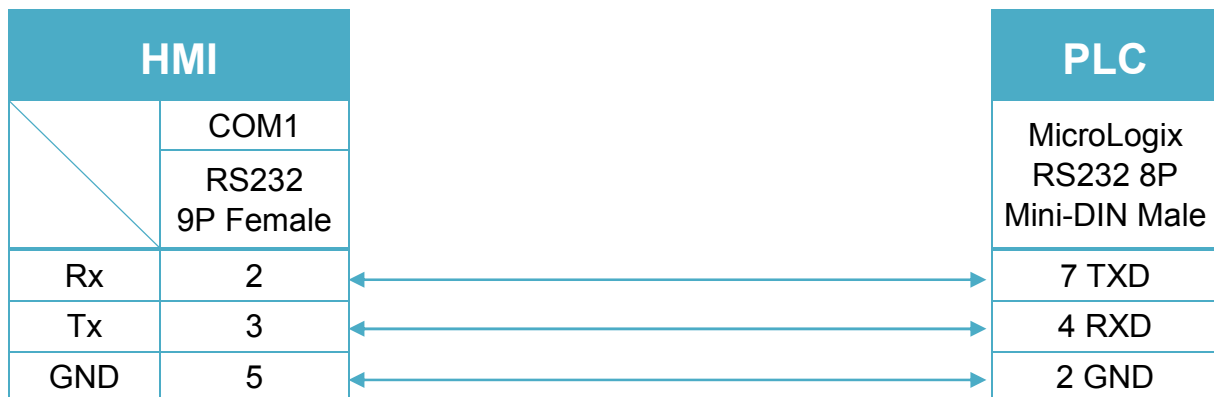 HMI
PLC
COM1
RS232
9P Female
MicroLogix
RS232 8P
Mini-DIN Male
Rx 2 7 TXD
Tx 3 4 RXD
GND 5 2 GND